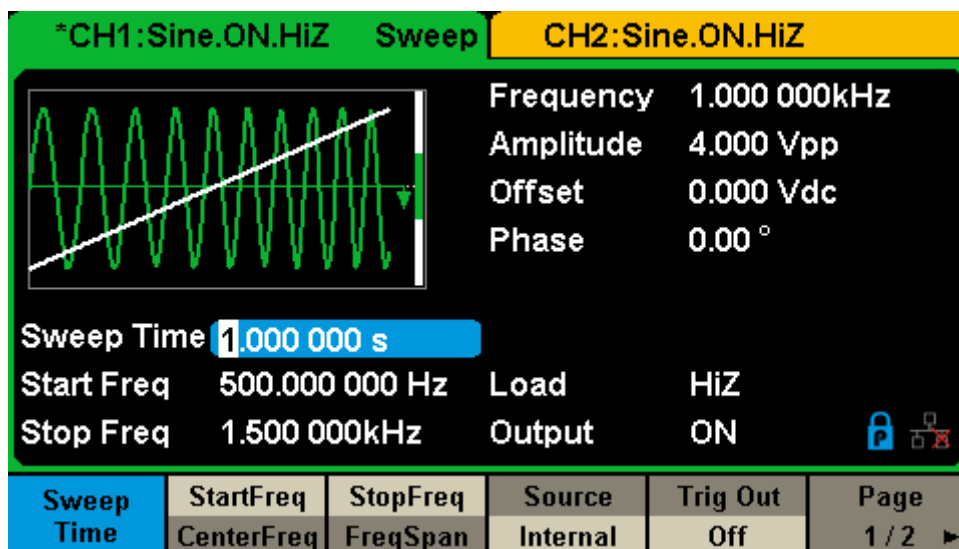 *CH1:Sine.ON.HiZ Sweep CH2:Sine.ON.HiZ
Frequency 1.000 000kHz
Amplitude 4.000 Vpp
Offset 0.000 Vdc
Phase 0.00 °
Sweep Time 1.000 000 s
Start Freq 500.000 000 Hz Load HiZ
Stop Freq 1.500 000kHz Output ON P
Sweep StartFreq StopFreq Source Trig Out Page
Time CenterFreq FreqSpan Internal Off 1/2